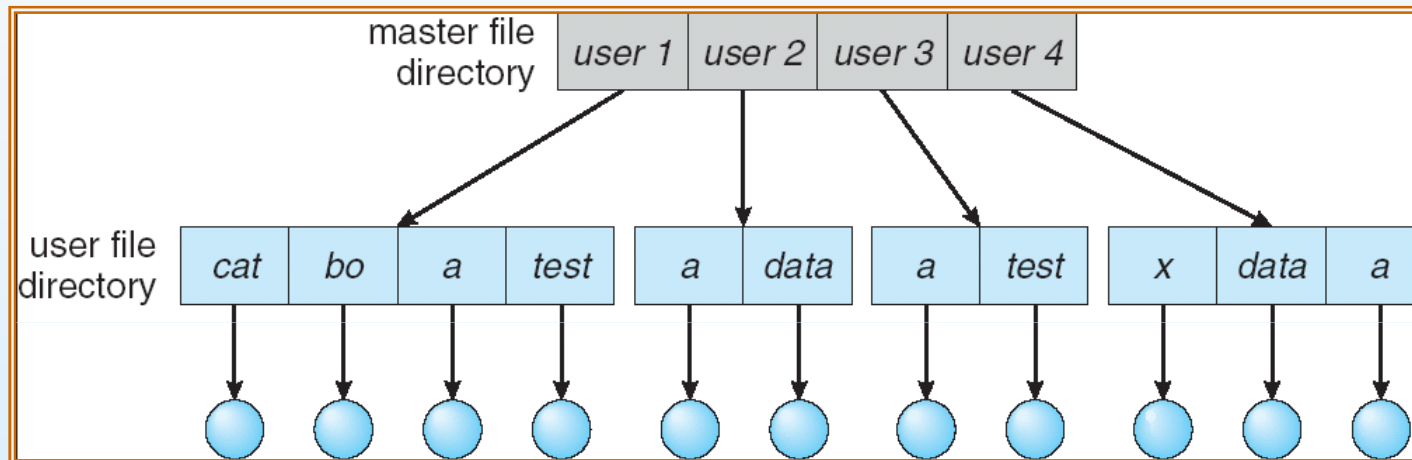 master file
directory
user 1 user 2 user 3 user 4
user file
directory
cat bo a test a data a test x data a